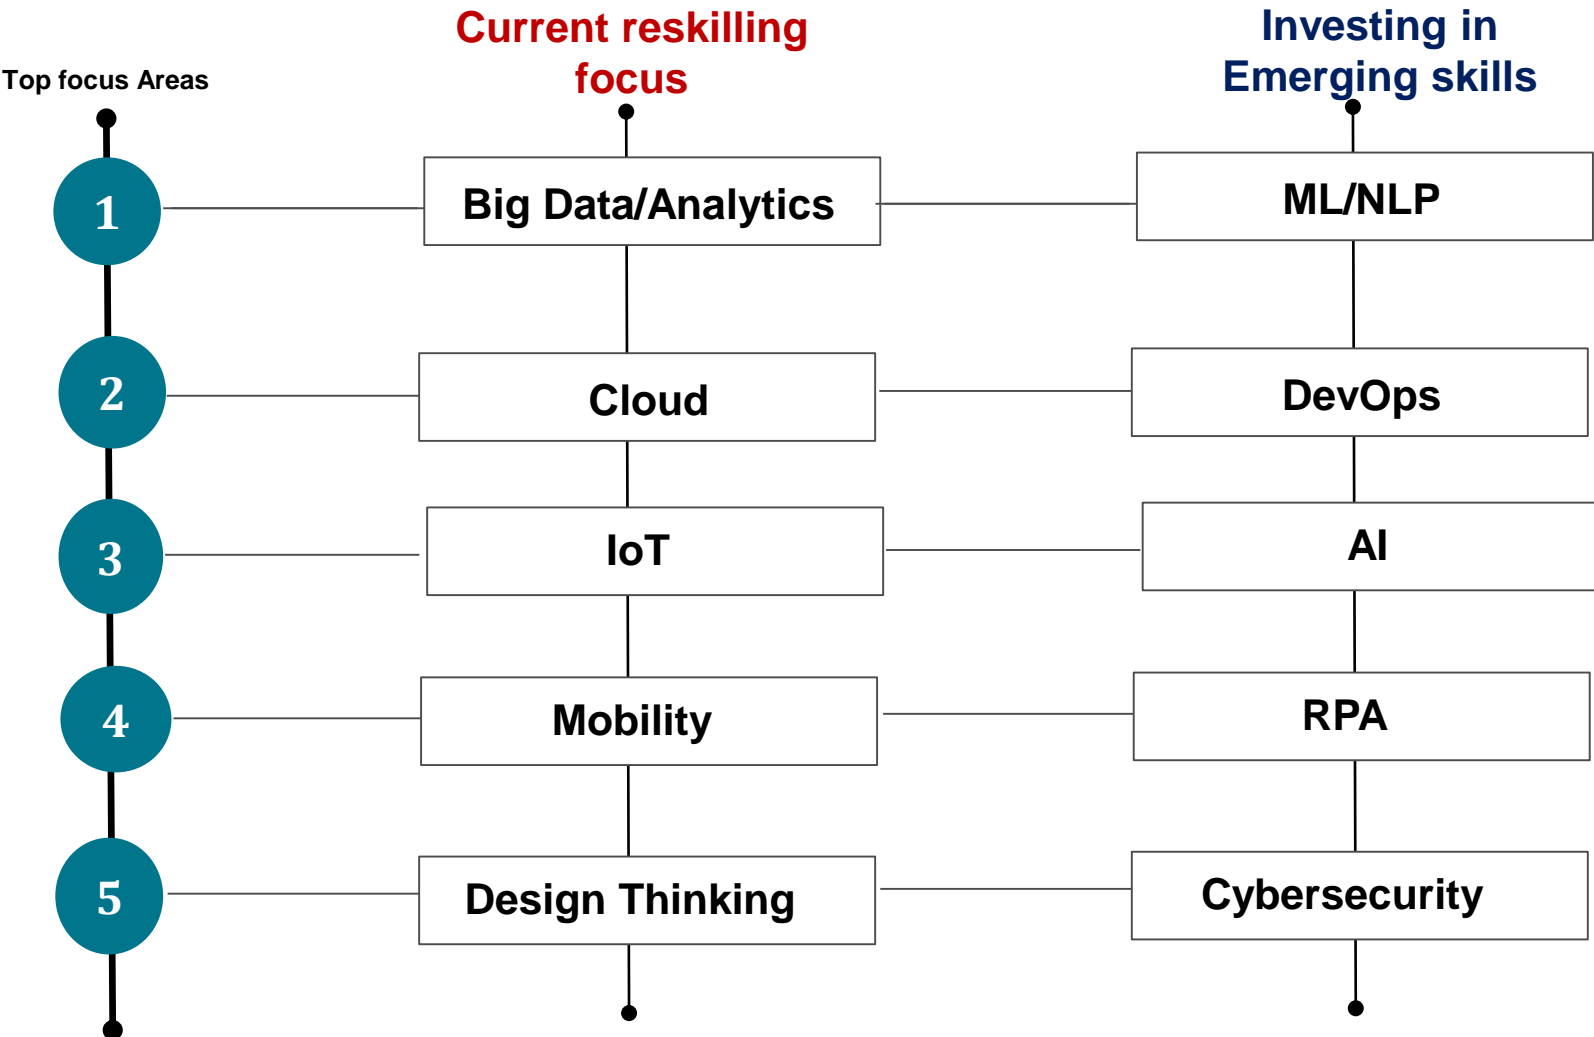 Current reskilling
focus
Investing in
Emerging skills
Top focus Areas
1
Big Data/Analytics
ML/NLP
2
Cloud
DevOps
3
IoT
AI
4
Mobility
RPA
5
Design Thinking
Cybersecurity